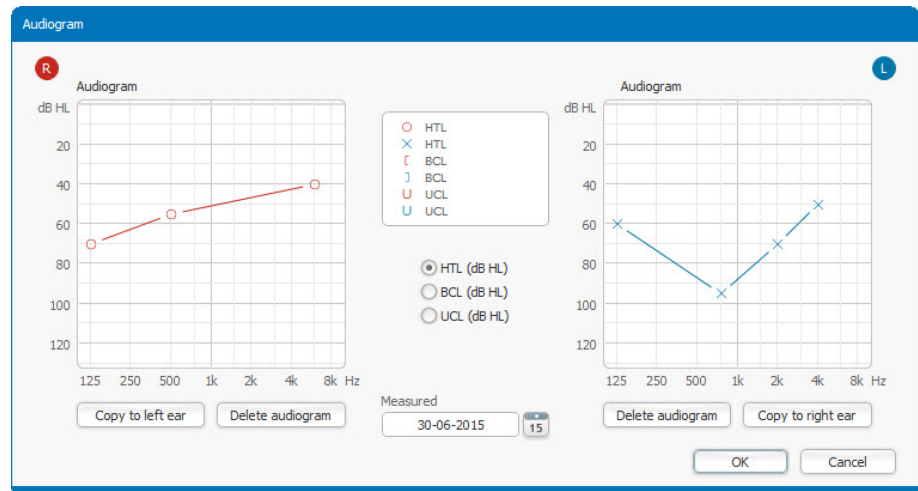 Audiogram
R
L
Audiogram
Audiogram
dB HL
20
40
60
80
100
120
125 250 500 1k 2k 4k 8k Hz
HTL
HTL
BCL
BCL
UCL
UCL
HTL (dB HL)
BCL (dB HL)
UCL (dB HL)
dB HL
20
40
60
80
100
120
125 250 500 1k 2k 4k 8k Hz
Copy to left ear Delete audiogram
Measured
30-06-2015 15
Delete audiogram Copy to right ear
OK Cancel